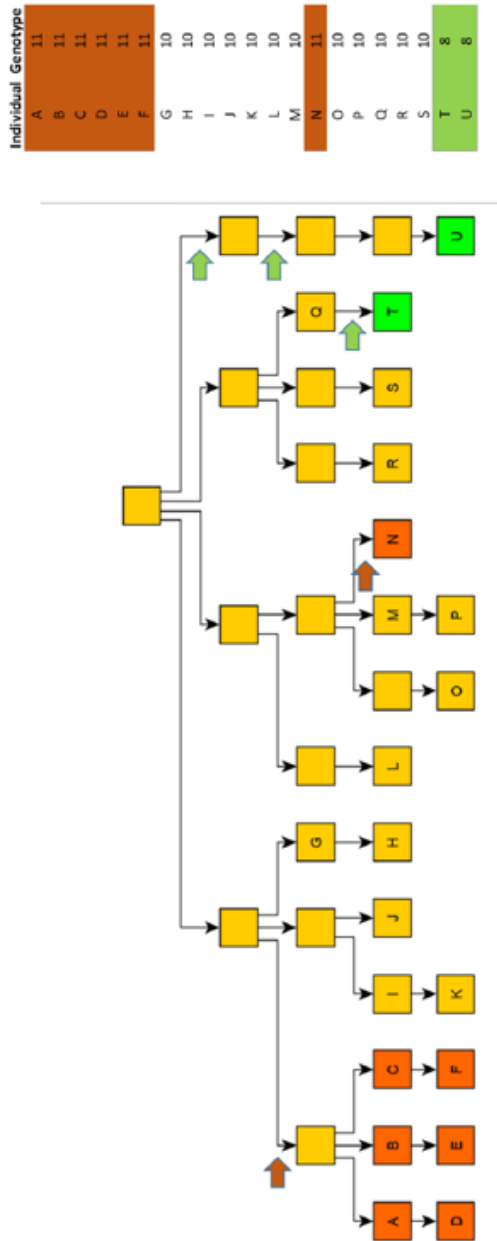 Individual Genotype
A 11
B 11
C 11
D 11
E 11
F 11
G 10
H 10
I 10
J 10
K 10
L 10
M 10
N 11
O 10
P 10
Q 10
R 10
S 10
T 8
U 8
G Q
A B C I J H L M N R S T
D E F K O P U